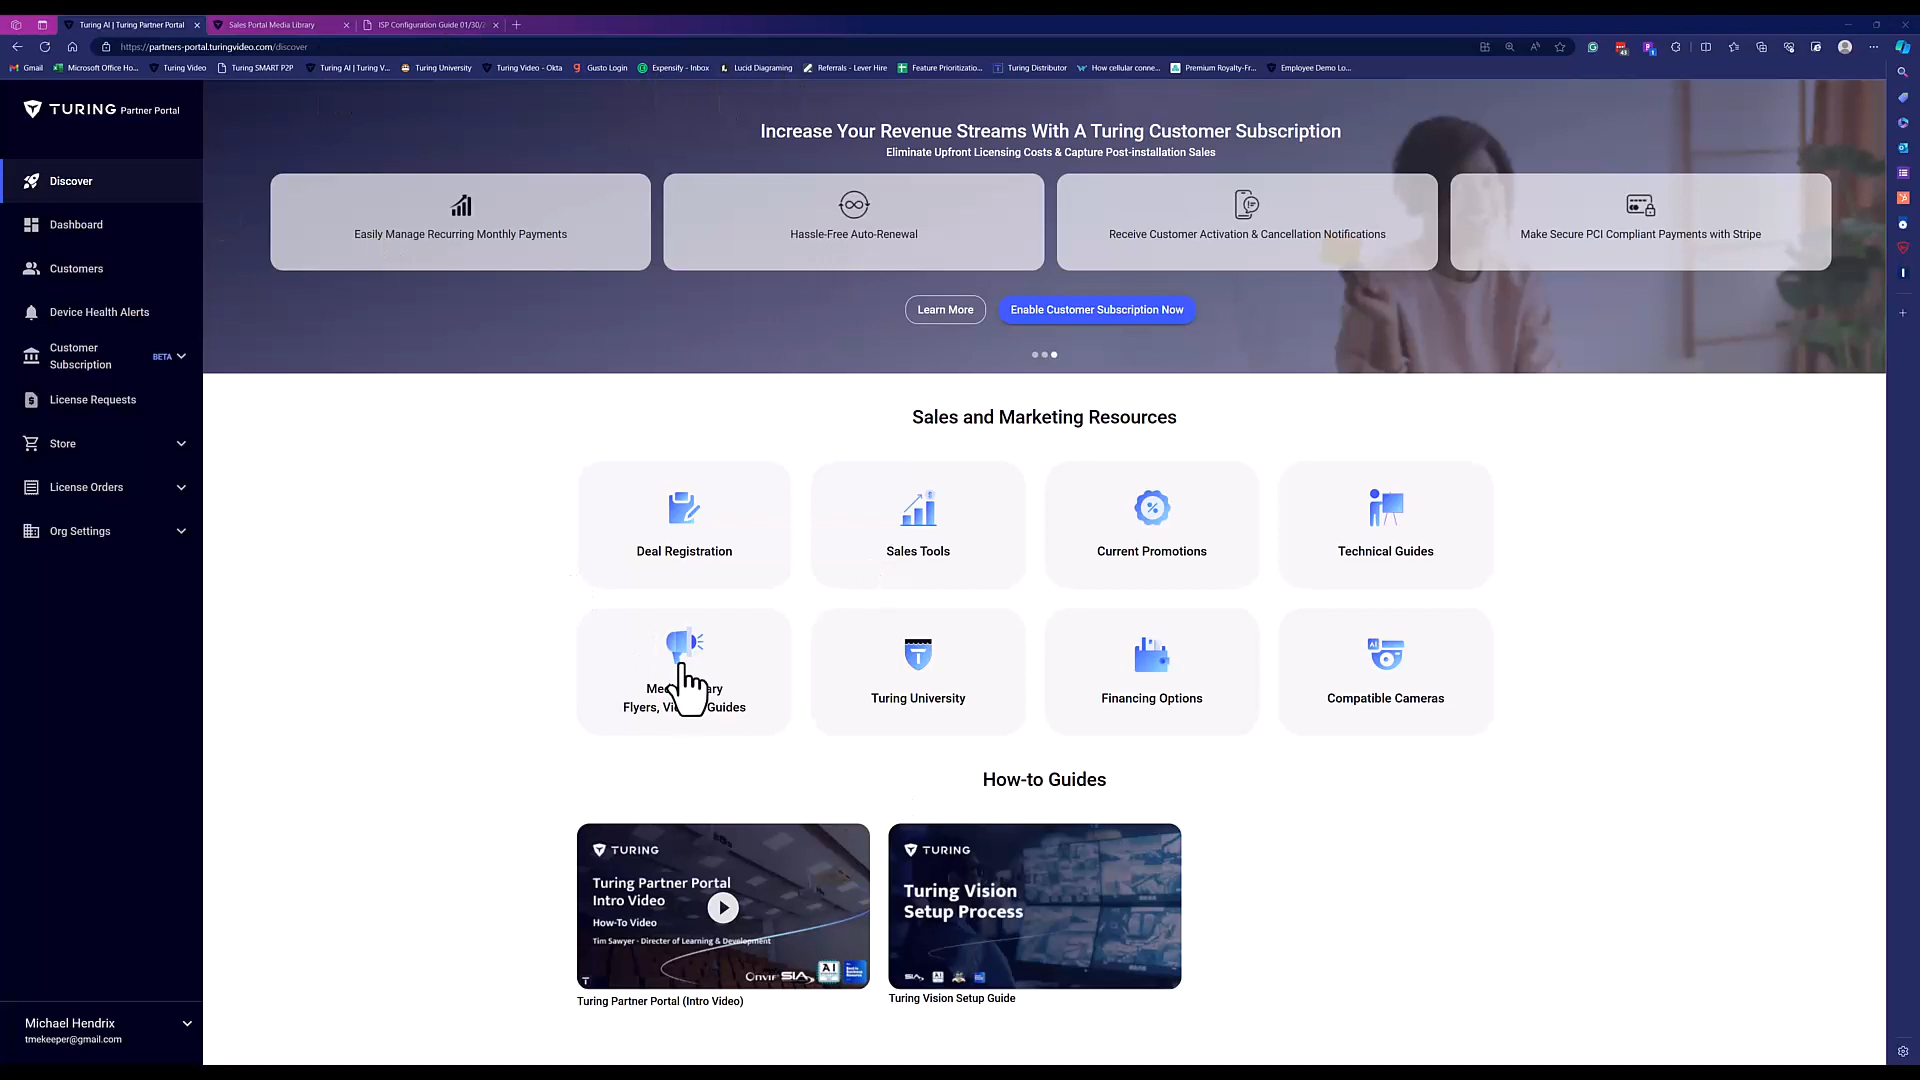 Turing AI | Turing Partner Portal
Sales Portal Media Library
ISP Configuration Guide 01/30/2
https://partners-portal.turingvideo.com/discover
Gmail
Microsoft Office Ho...
Turing Video
Turing SMART P2P
Turing AI | Turing V...
Turing University
Turing Video - Okta
Gusto Login
Expensify - Inbox
Lucid Diagraming
Referrals - Lever Hire
Feature Prioritizatio...
Turing Distributor
How cellular conne...
Premium Royalty-Fr...
Employee Demo Lo...
TURING Partner Portal
Discover
Dashboard
Customers
Device Health Alerts
Customer
Subscription
BETA
License Requests
Store
License Orders
Org Settings
Michael Hendrix
tmekeeper@gmail.com
Increase Your Revenue Streams With A Turing Customer Subscription
Eliminate Upfront Licensing Costs & Capture Post-installation Sales
Easily Manage Recurring Monthly Payments
Hassle-Free Auto-Renewal
Receive Customer Activation & Cancellation Notifications
Make Secure PCI Compliant Payments with Stripe
Learn More
Enable Customer Subscription Now
Sales and Marketing Resources
Deal Registration
Sales Tools
Current Promotions
Technical Guides
Flyers, Guides
Turing University
Financing Options
Compatible Cameras
How-to Guides
TURING
Turing Partner Portal
Intro Video
How-To Video
Tim Sawyer - Director of Learning & Development
ONVIF SIA AI
Turing Partner Portal (Intro Video)
TURING
Turing Vision
Setup Process
SIA AI
Turing Vision Setup Guide